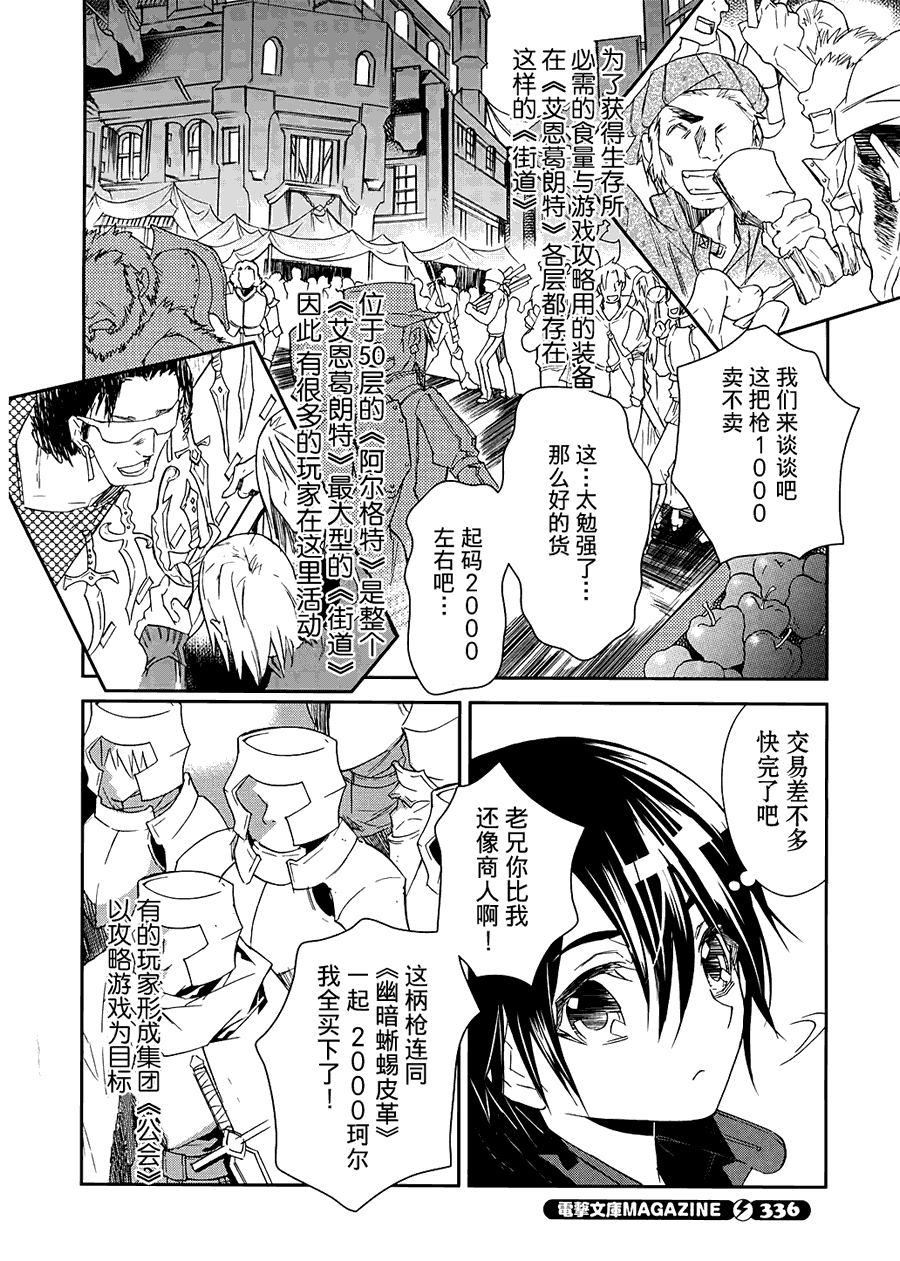 为了获得生存所
必需的食量与游戏攻略用的装备
在《艾恩葛朗特》各层都存在
这样的《街道》
位于50层的《阿尔格特》是整个
《艾恩葛朗特》最大型的《街道》
因此 有很多的玩家在这里活动
我们来谈谈吧
这把枪1000
卖不卖
这…太勉强了…
那么好的货
起码2000
左右吧…
交易差不多
快完了吧
老兄你比我
还像商人啊！
这柄枪连同
《幽暗蜥蜴皮革》
一起 2000珂尔
我全买下了！
有的玩家形成集团《公会》
以攻略游戏为目标
電撃文庫MAGAZINE 336